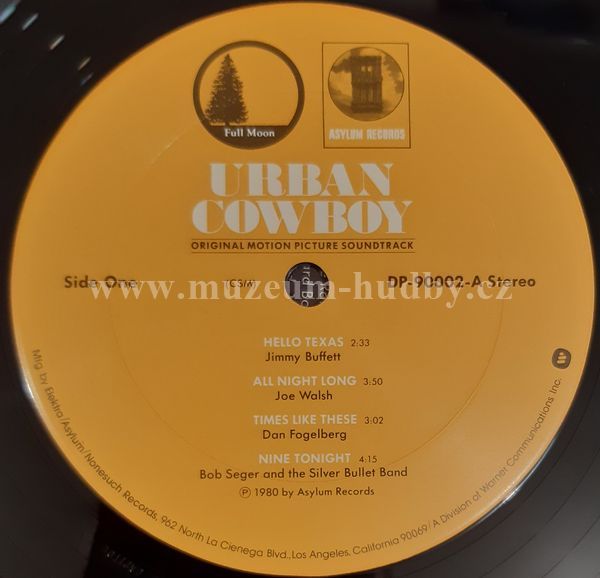 Full Moon
ASYLUM RECORDS
URBAN
COWBOY
ORIGINAL MOTION PICTURE SOUNDTRACK
Side One
(CSM)
DP-90002-A Stereo
www.muzeum-hudby.cz
HELLO TEXAS 2:33
Jimmy Buffett
ALL NIGHT LONG 3:50
Joe Walsh
TIMES LIKE THESE 3:02
Dan Fogelberg
NINE TONIGHT 4:15
Bob Seger and the Silver Bullet Band
Ⓟ 1980 by Asylum Records
Mfg by Elektra/Asylum/Nonesuch Records, 962 North La Cienega Blvd., Los Angeles, California 90069/A Division of Warner Communications Inc.